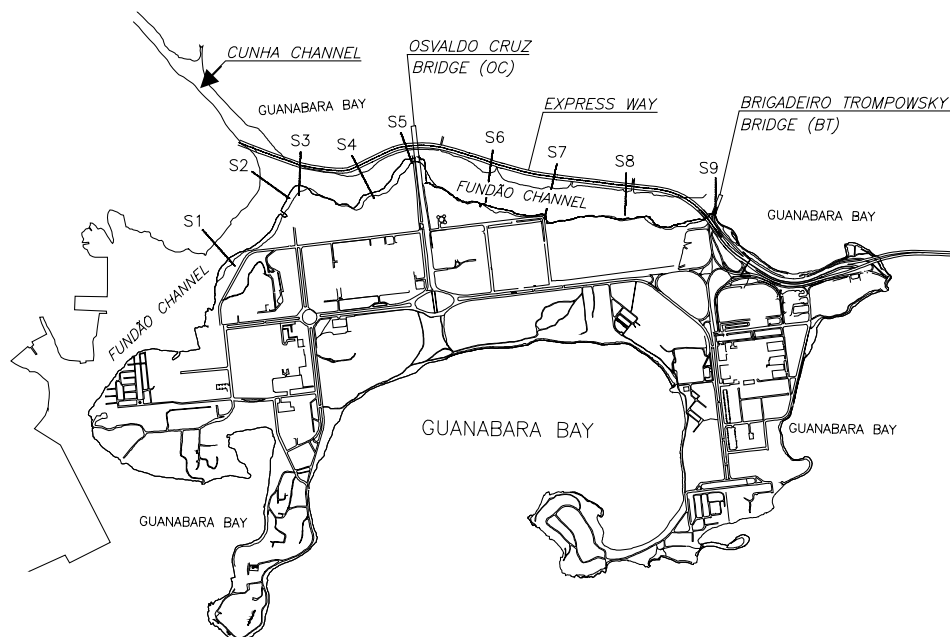 CUNHA CHANNEL
OSVALDO CRUZ
BRIDGE (OC)
GUANABARA BAY
EXPRESS WAY
BRIGADEIRO TROMPOWSKY
BRIDGE (BT)
S5
S6
S3
S4
S7
S2
S8
S9
FUNDÃO CHANNEL
S1
GUANABARA BAY
FUNDÃO CHANNEL
GUANABARA BAY
GUANABARA BAY
GUANABARA BAY